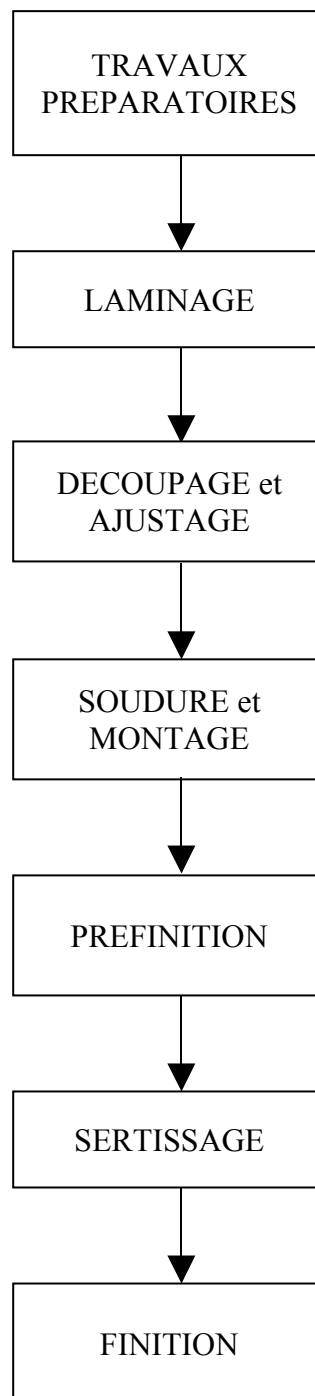 TRAVAUX
PREPARATOIRES
LAMINAGE
DECOUPAGE et
AJUSTAGE
SOUDURE et
MONTAGE
PREFINITION
SERTISSAGE
FINITION